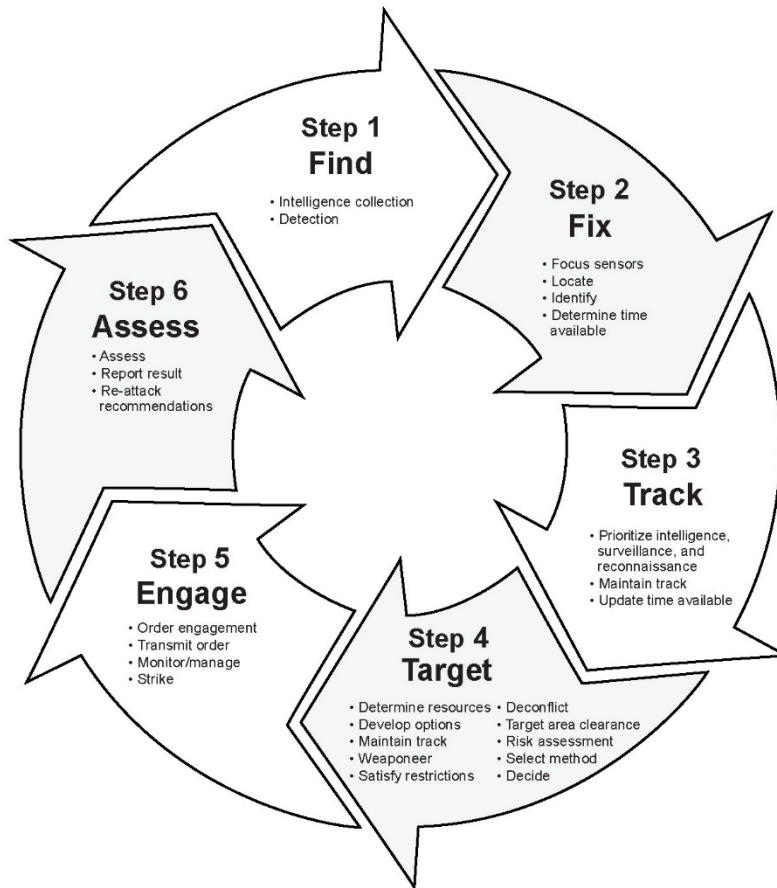 Step 1
Find
• Intelligence collection
• Detection
Step 2
Fix
• Focus sensors
• Locate
• Identify
• Determine time
available
Step 3
Track
• Prioritize intelligence,
surveillance, and
reconnaissance
• Maintain track
• Update time available
Step 4
Target
• Determine resources
• Develop options
• Maintain track
• Weaponeer
• Satisfy restrictions
• Deconflict
• Target area clearance
• Risk assessment
• Select method
• Decide
Step 5
Engage
• Order engagement
• Transmit order
• Monitor/manage
• Strike
Step 6
Assess
• Assess
• Report result
• Re-attack
recommendations